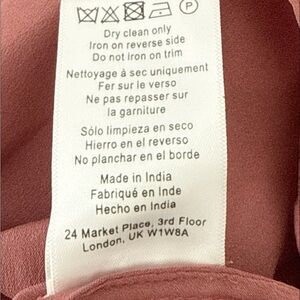 P
Dry clean only
Iron on reverse side
Do not iron on trim
Nettoyage à sec uniquement
Fer sur le verso
Ne pas repasser sur
la garniture
Sólo limpieza en seco
Hierro en el reverso
No planchar en el borde
Made in India
Fabriqué en Inde
Hecho en India
24 Market Place, 3rd Floor
London, UK W1W8A